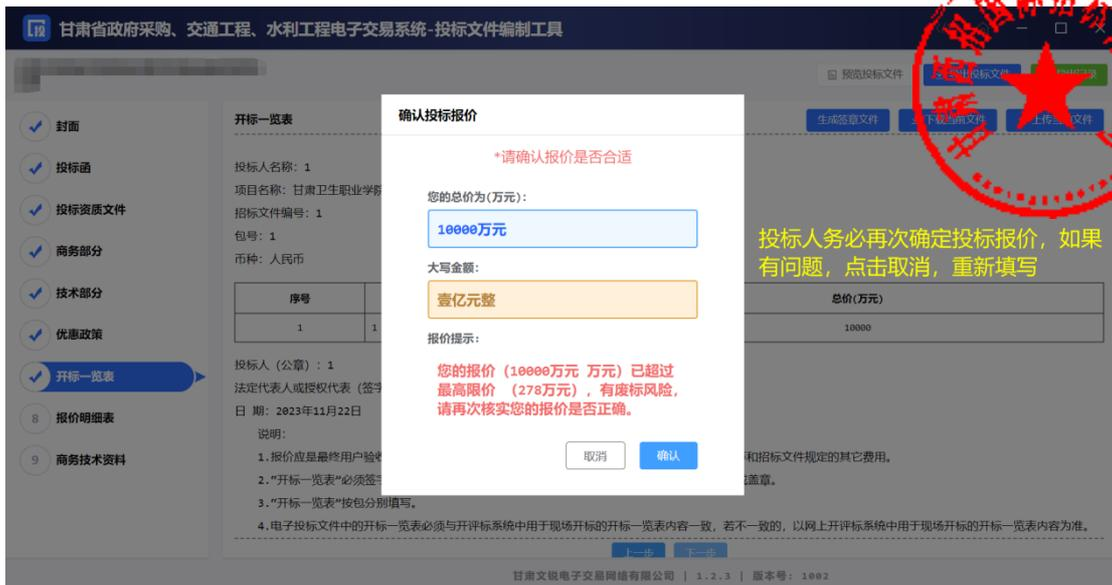 投 甘肃省政府采购、交通工程、水利工程电子交易系统-投标文件编制工具
预览投标文件
封面
投标函
投标资质文件
商务部分
技术部分
优惠政策
开标一览表
8 报价明细表
9 商务技术资料
开标一览表
生成签章文件
投标人名称: 1
项目名称: 甘肃卫生职业学院
招标文件编号: 1
包号: 1
币种: 人民币
序号
总价(万元)
1
1
10000
投标人（公章）: 1
法定代表人或授权代表（签字
日 期: 2023年11月22日
说明:
1.报价应是最终用户验收
和招标文件规定的其它费用。
2.“开标一览表”必须签字
盖章。
3.“开标一览表”按包分别填写。
4.电子投标文件中的开标一览表必须与开评标系统中用于现场开标的开标一览表内容一致，若不一致的，以网上开评标系统中用于现场开标的开标一览表内容为准。
上一步 下一步
确认投标报价
*请确认报价是否合适
您的总价为(万元):
10000万元
大写金额:
壹亿元整
报价提示:
您的报价（10000万元 万元）已超过
最高限价 （278万元），有废标风险，
请再次核实您的报价是否正确。
取消 确认
投标人务必再次确定投标报价，如果
有问题，点击取消，重新填写
甘肃文锐电子交易网络有限公司 | 1.2.3 | 版本号: 1002